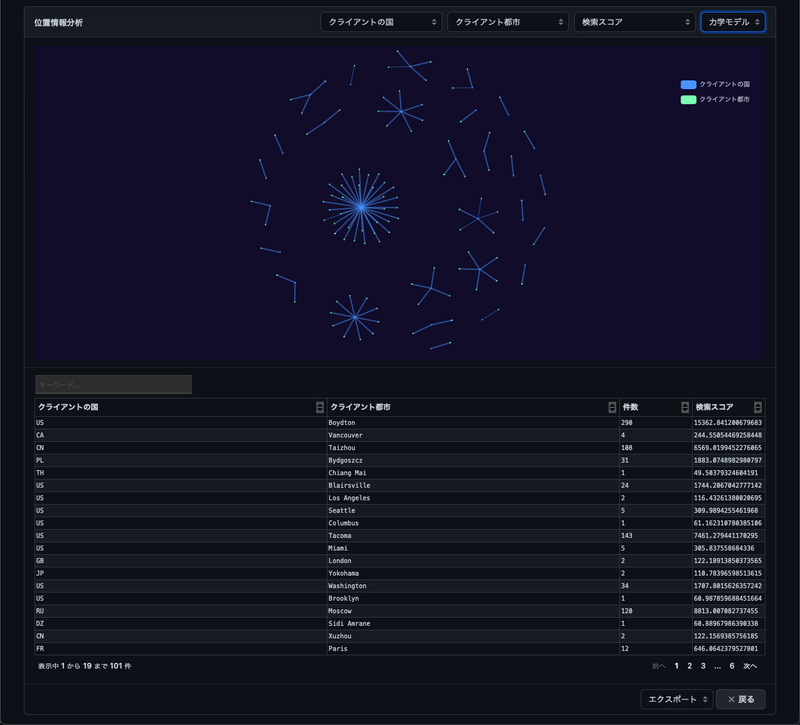 位置情報分析 クライアントの国 クライアント都市 検索スコア 力学モデル
クライアントの国
クライアント都市
キーワード...
クライアントの国 クライアント都市 件数 検索スコア
US Boydton 290 15362.841200679683
CA Vancouver 4 244.55054469258448
CN Taizhou 108 6569.0199452276065
PL Bydgoszcz 31 1883.0748982980797
TH Chiang Mai 1 49.50379324604191
US Blairsville 24 1744.2067042777142
US Los Angeles 2 116.43261380020695
US Seattle 5 309.9894255461968
US Columbus 1 61.162310780385106
US Tacoma 143 7461.279441170295
US Miami 5 305.837558684336
GB London 2 122.18913850373565
JP Yokohama 2 110.78396598513615
US Washington 34 1707.8015626357242
US Brooklyn 1 60.987859688451664
RU Moscow 120 8813.007082737455
DZ Sidi Amrane 1 60.88967986390338
CN Xuzhou 2 122.1569385756185
FR Paris 12 646.0642379527801
表示中 1 から 19 まで 101 件 前へ 1 2 3 ... 6 次へ
エクスポート × 戻る